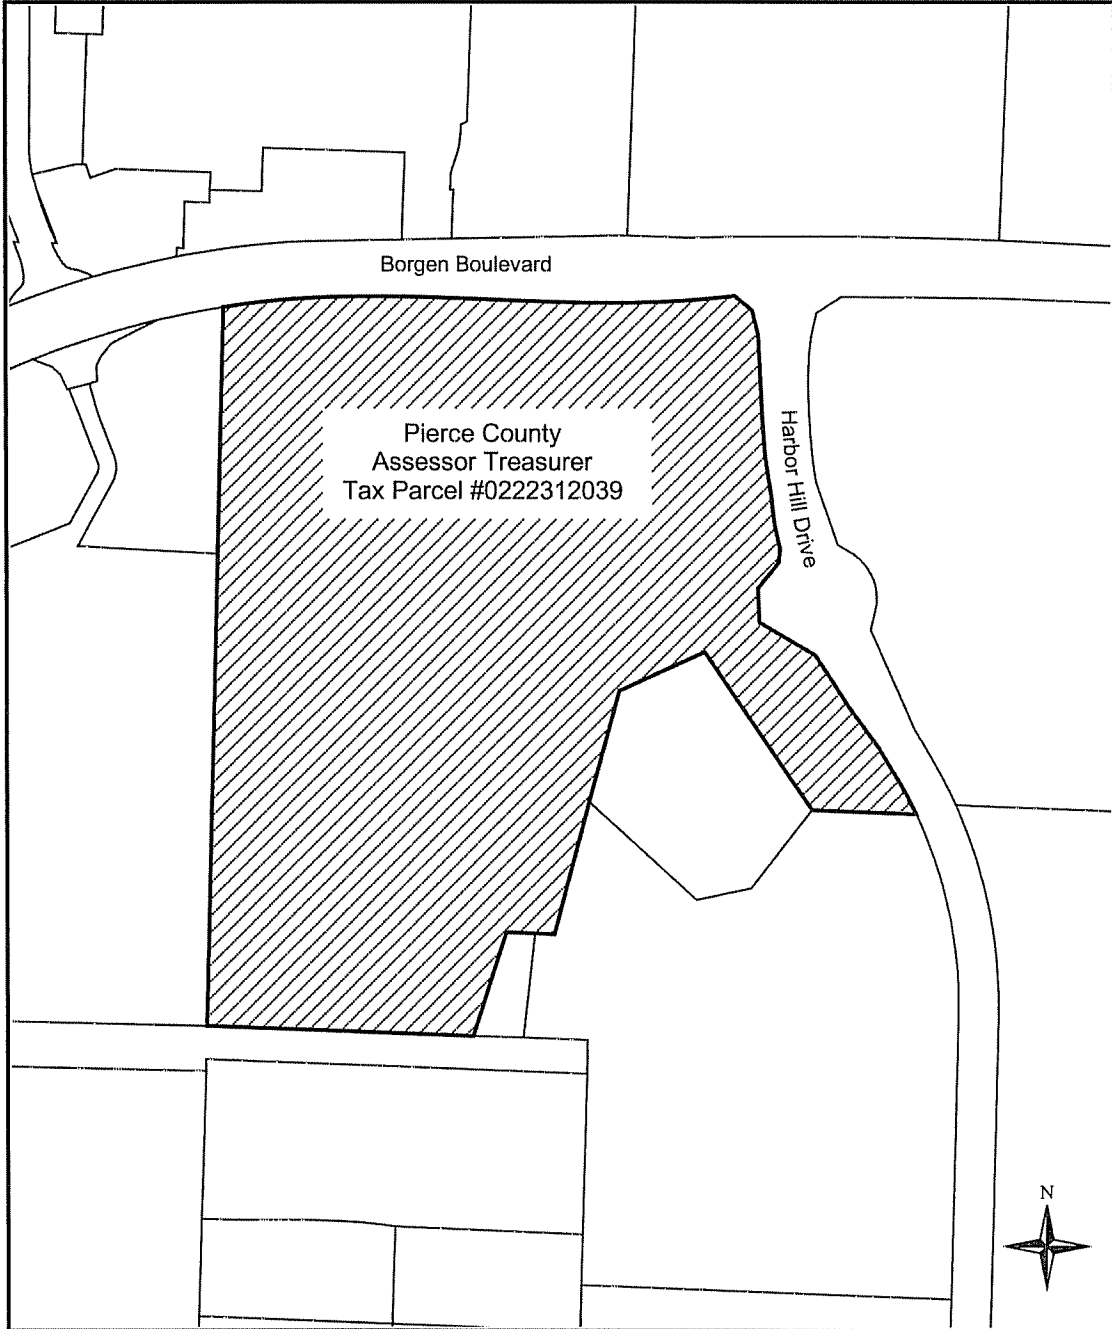 Borgen Boulevard
Pierce County
Assessor Treasurer
Tax Parcel #0222312039
Harbor Hill Drive
N